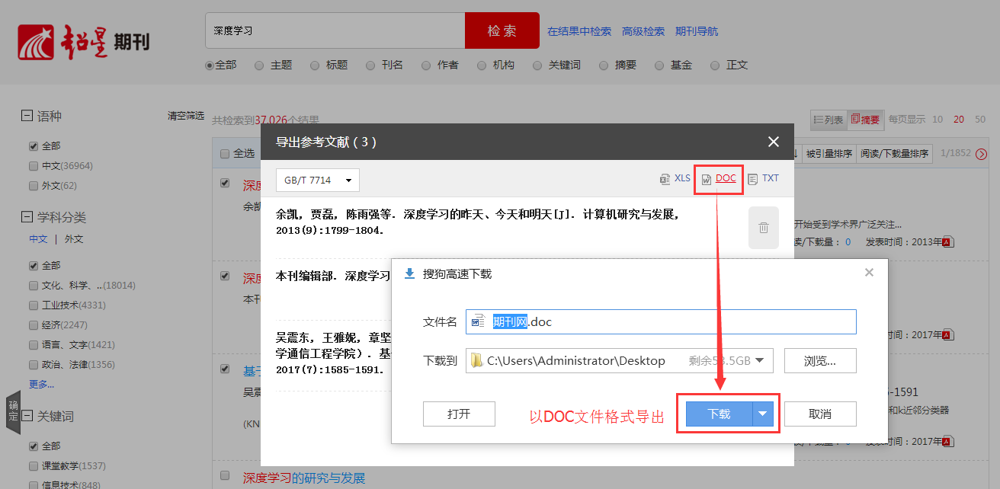 超星 期刊
深度学习
检 索
在结果中检索 高级检索 期刊导航
全部 主题 标题 刊名 作者 机构 关键词 摘要 基金 正文
语种
清空筛选
全部
中文(36964)
外文(62)
学科分类
中文 | 外文
全部
文化、科学、..(18014)
工业技术(4331)
经济(2247)
语言、文字(1421)
政治、法律(1356)
更多...
确定
关键词
全部
课堂教学(1537)
信息技术(848)
共检索到37,026个结果
列表 摘要 每页显示 10 20 50
全选
被引量排序 阅读/下载量排序 1/1852
深度
余凯
开始受到学术界广泛关注...
读/下载量： 0 发表时间：2013年
深度
本刊
时间：2017年
基于
吴震
5-1591
和k近邻分类器
(KN
发表时间：2017年
深度学习的研究与发展
导出参考文献 ( 3 )
GB/T 7714
XLS DOC TXT
余凯, 贾磊, 陈雨强等. 深度学习的昨天、今天和明天[J]. 计算机研究与发展,
2013(9):1799-1804.
本刊编辑部. 深度学习
吴震东, 王雅妮, 章坚
学通信工程学院）. 基
2017(7):1585-1591.
搜狗高速下载
文件名 期刊网.doc
下载到 C:\Users\Administrator\Desktop 剩余53.5GB 浏览...
打开 以DOC文件格式导出 下载 取消